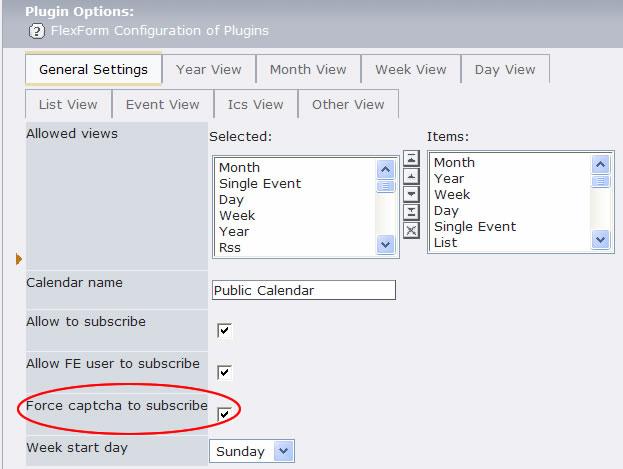 Plugin Options:
FlexForm Configuration of Plugins
General Settings Year View Month View Week View Day View
List View Event View Ics View Other View
Allowed views
Selected: Items:
Month Month
Single Event Year
Day Week
Week Day
Year Single Event
Rss List
Calendar name Public Calendar
Allow to subscribe
Allow FE user to subscribe
Force captcha to subscribe
Week start day Sunday